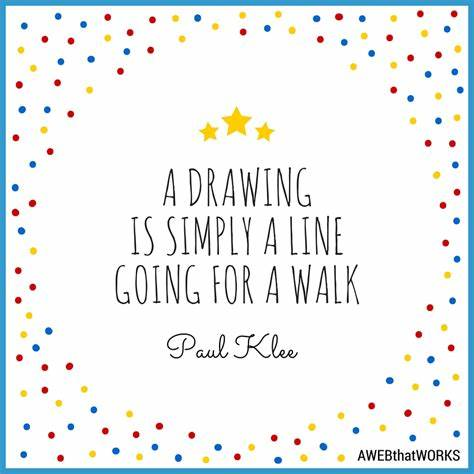 A DRAWING
IS SIMPLY A LINE
GOING FOR A WALK
Paul Klee
AWEBthatWORKS